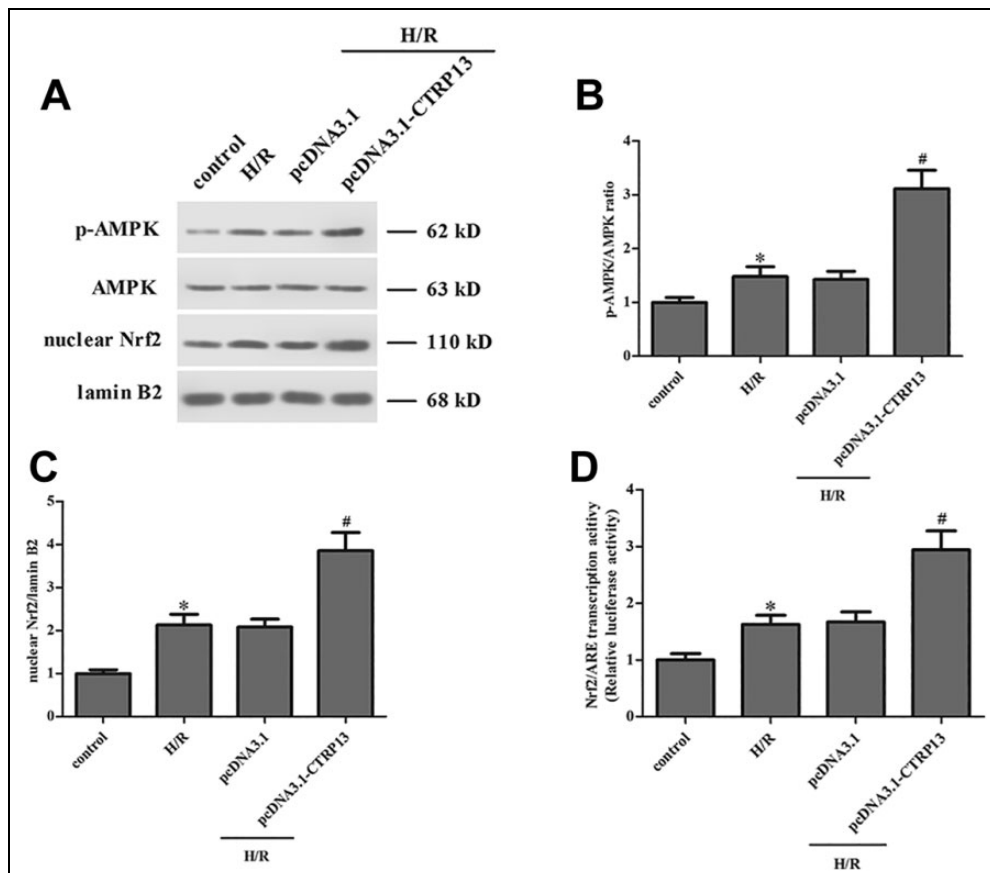 H/R
A
control
H/R
pcDNA3.1
pcDNA3.1-CTRP13
p-AMPK
62 kD
AMPK
63 kD
nuclear Nrf2
110 kD
lamin B2
68 kD
B
p-AMPK/AMPK ratio
4
3
2
1
0
*
#
control
H/R
pcDNA3.1
pcDNA3.1-CTRP13
H/R
C
nuclear Nrf2/lamin B2
5
4
3
2
1
0
*
#
control
H/R
pcDNA3.1
pcDNA3.1-CTRP13
H/R
D
Nrf2/ARE transcription acitivy
(Relative luciferase activity)
4
3
2
1
0
*
#
control
H/R
pcDNA3.1
pcDNA3.1-CTRP13
H/R